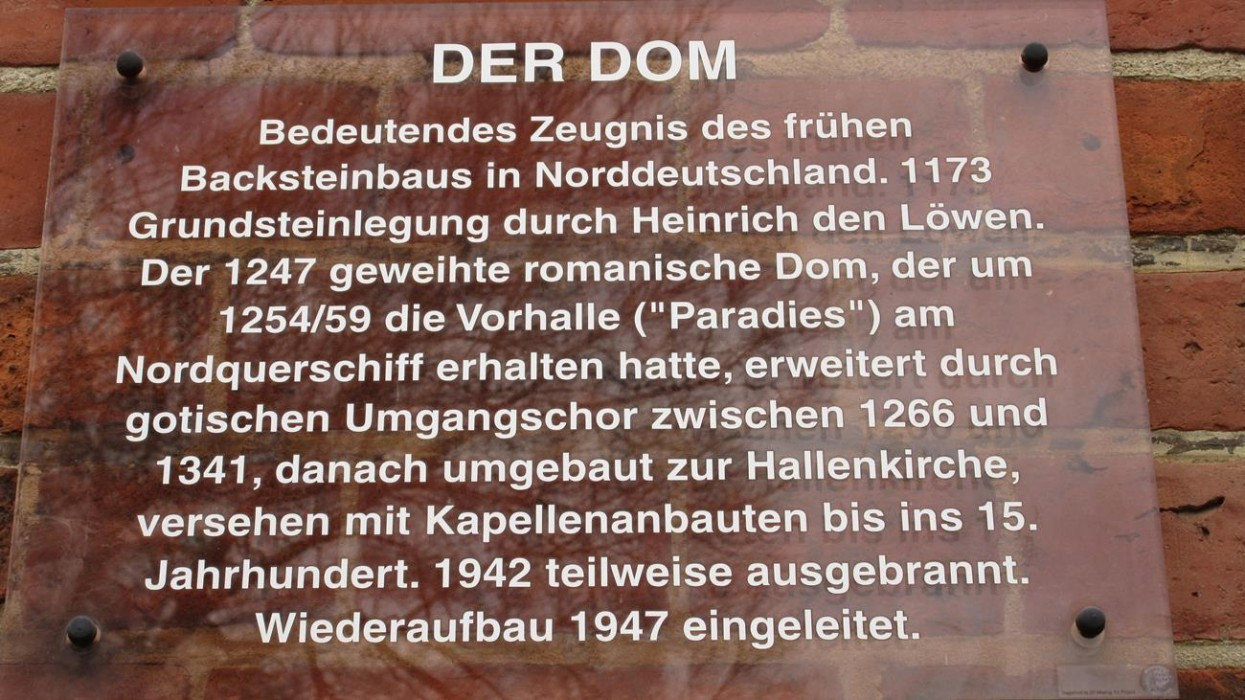 DER DOM
Bedeutendes Zeugnis des frühen
Backsteinbaus in Norddeutschland. 1173
Grundsteinlegung durch Heinrich den Löwen.
Der 1247 geweihte romanische Dom, der um
1254/59 die Vorhalle ("Paradies") am
Nordquerschiff erhalten hatte, erweitert durch
gotischen Umgangschor zwischen 1266 und
1341, danach umgebaut zur Hallenkirche,
versehen mit Kapellenanbauten bis ins 15.
Jahrhundert. 1942 teilweise ausgebrannt.
Wiederaufbau 1947 eingeleitet.